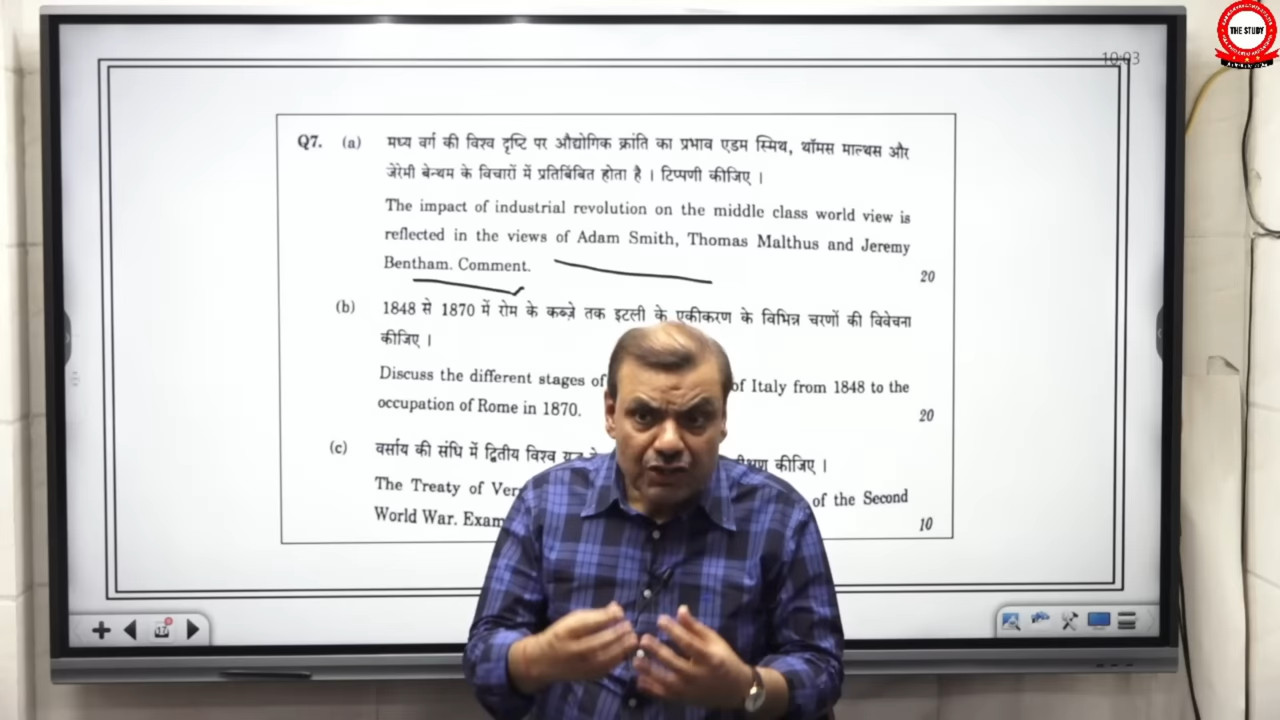 THE STUDY
10:03
Q7. (a) मध्य वर्ग की विश्व दृष्टि पर औद्योगिक क्रांति का प्रभाव एडम स्मिथ, थॉमस माल्थस और
जेरेमी बेन्थम के विचारों में प्रतिबिंबित होता है । टिप्पणी कीजिए ।
The impact of industrial revolution on the middle class world view is
reflected in the views of Adam Smith, Thomas Malthus and Jeremy
Bentham. Comment. 20
(b) 1848 से 1870 में रोम के कब्ज़े तक इटली के एकीकरण के विभिन्न चरणों की विवेचना
कीजिए ।
Discuss the different stages of of Italy from 1848 to the
occupation of Rome in 1870. 20
(c) वर्साय की संधि में द्वितीय विश्व कीजिए ।
The Treaty of of the Second
World War. 10